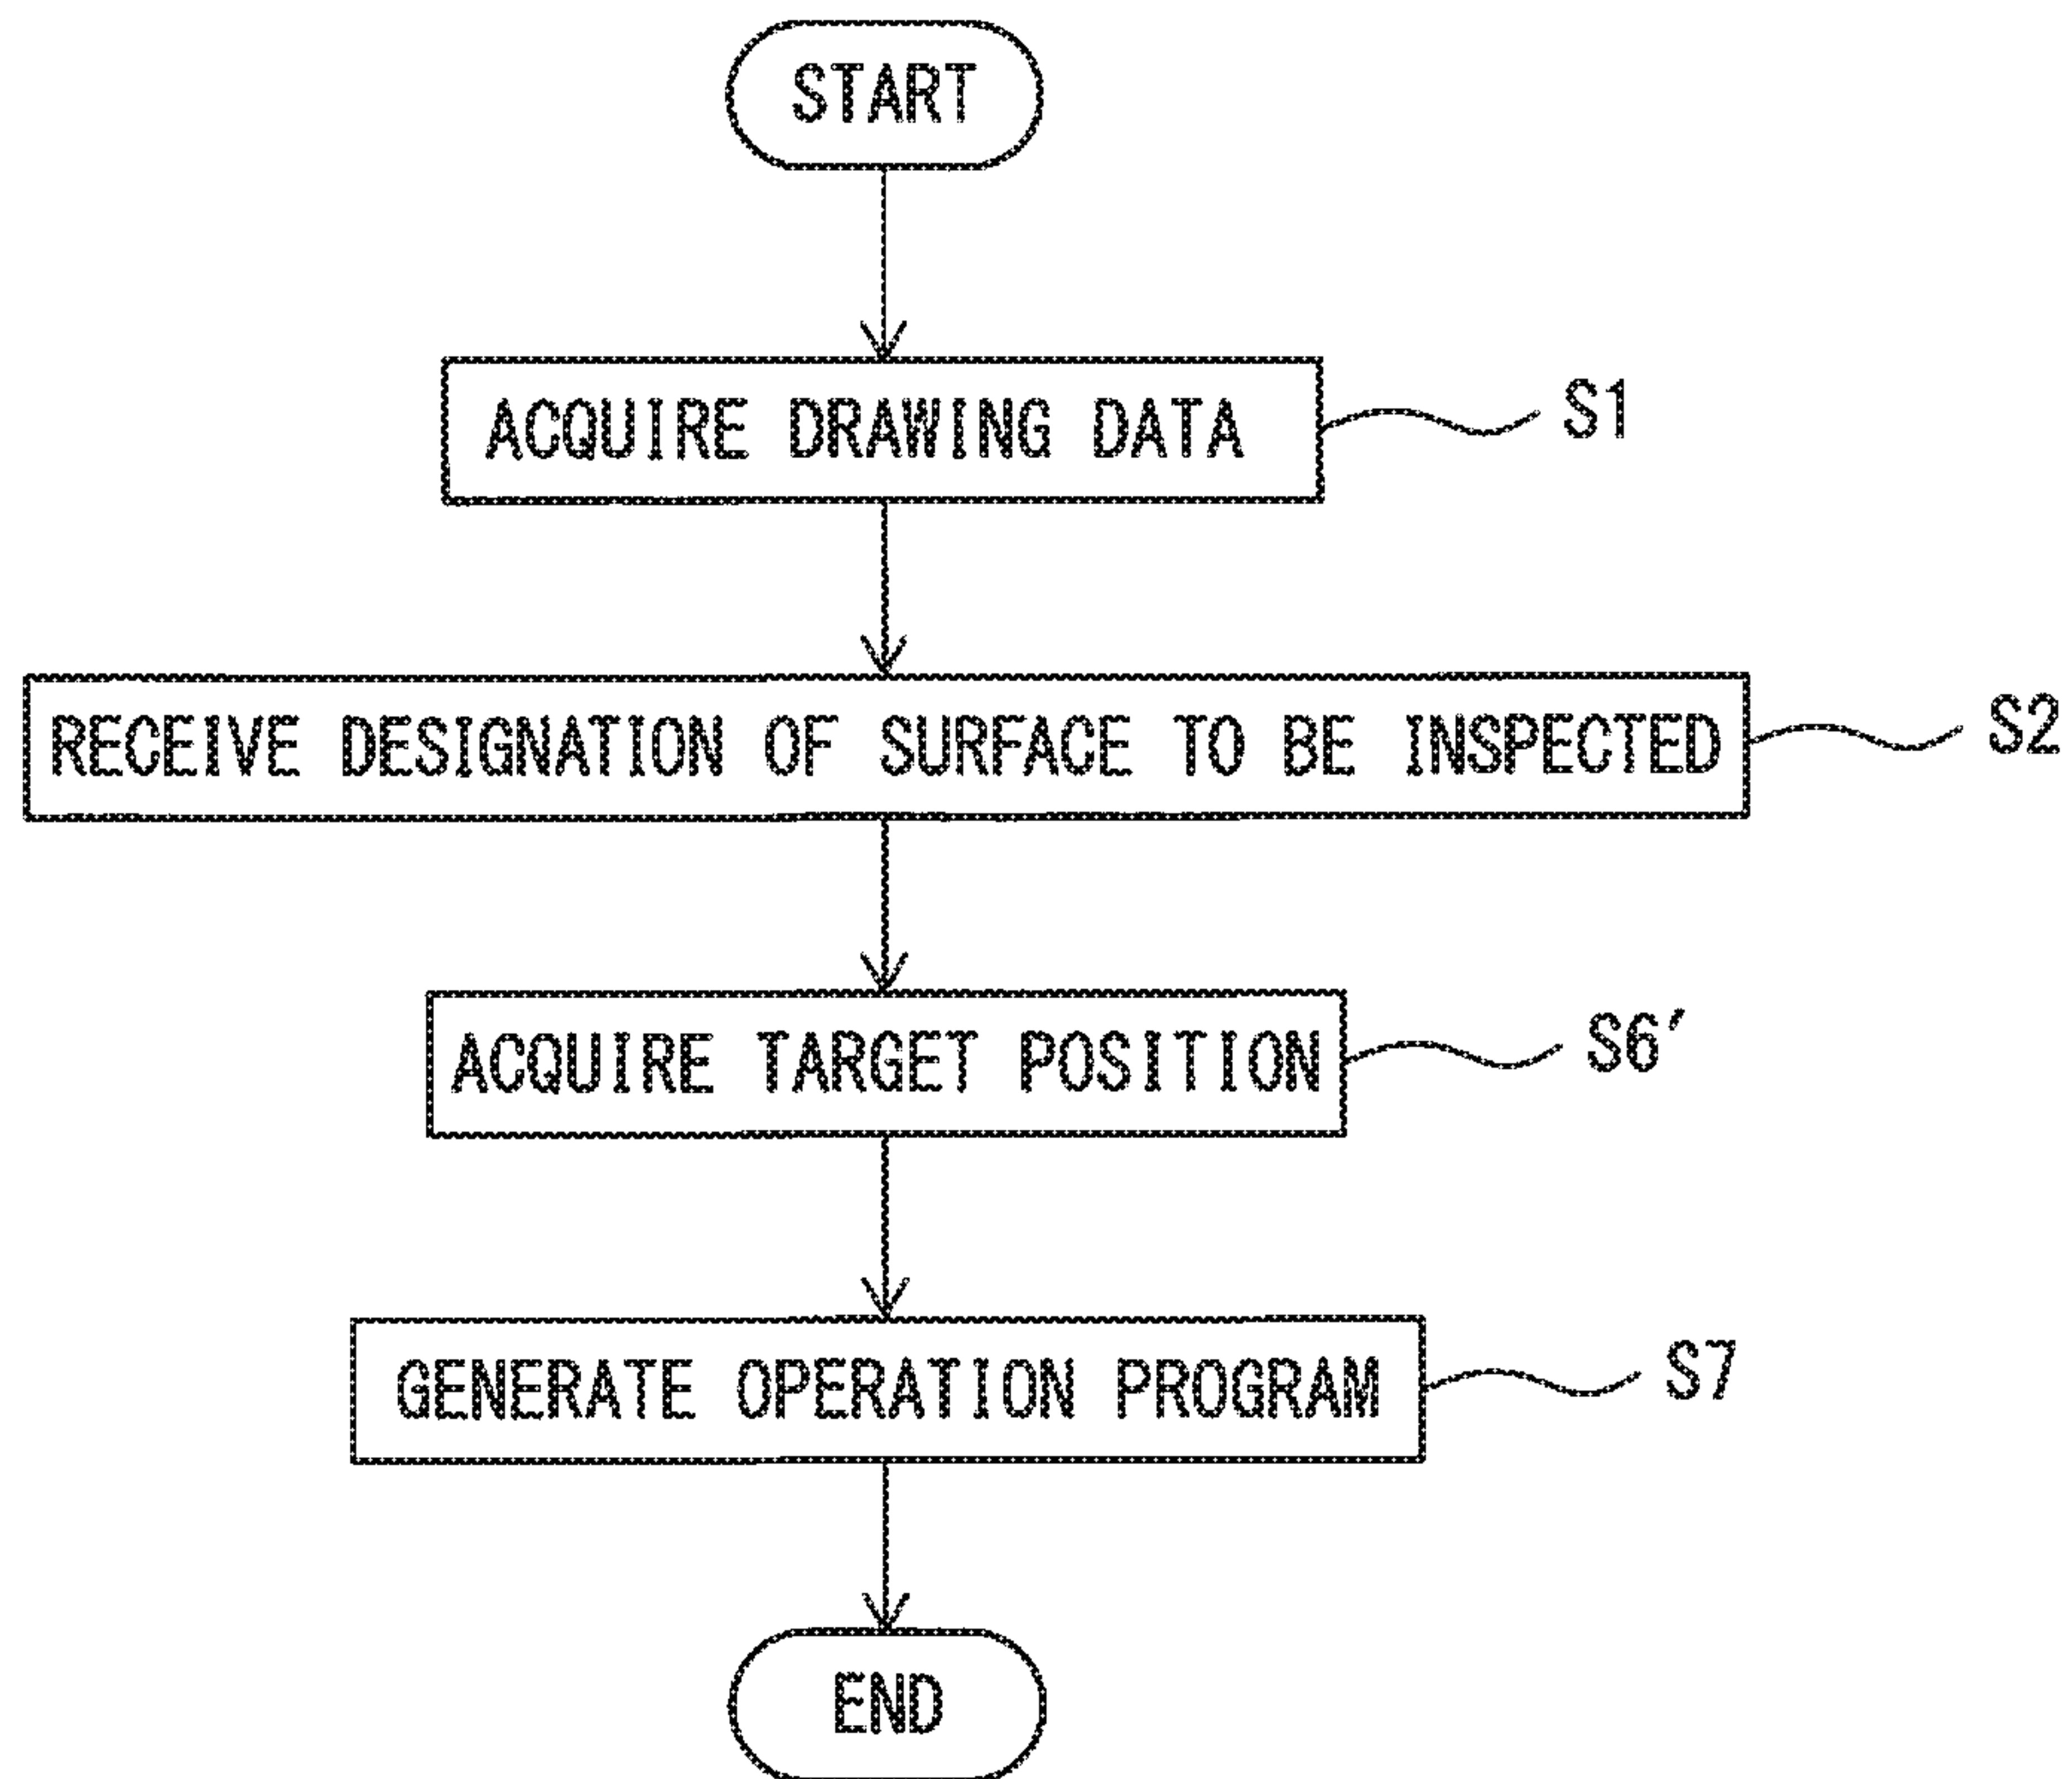 START
ACQUIRE DRAWING DATA S1
RECEIVE DESIGNATION OF SURFACE TO BE INSPECTED S2
ACQUIRE TARGET POSITION S6'
GENERATE OPERATION PROGRAM S7
END